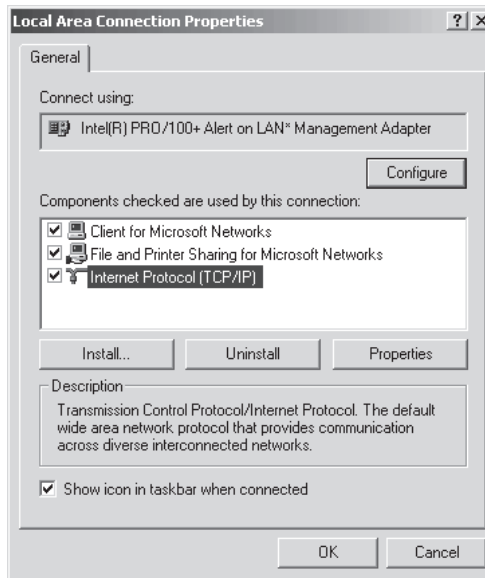 Local Area Connection Properties
General
Connect using:
Intel(R) PRO/100+ Alert on LAN* Management Adapter
Configure
Components checked are used by this connection:
Client for Microsoft Networks
File and Printer Sharing for Microsoft Networks
Internet Protocol (TCP/IP)
Install... Uninstall Properties
Description
Transmission Control Protocol/Internet Protocol. The default
wide area network protocol that provides communication
across diverse interconnected networks.
Show icon in taskbar when connected
OK Cancel